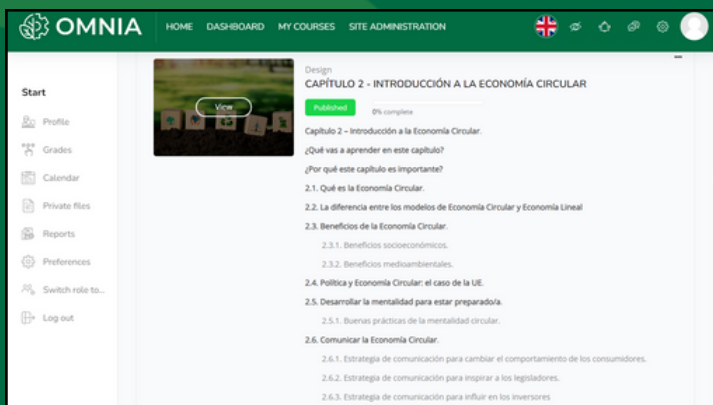 OMNIA
HOME DASHBOARD MY COURSES SITE ADMINISTRATION
Start
Profile
Grades
Calendar
Private files
Reports
Preferences
Switch role to...
Log out
View
Design
CAPÍTULO 2 - INTRODUCCIÓN A LA ECONOMÍA CIRCULAR
Published
0% complete
Capítulo 2 – Introducción a la Economía Circular.
¿Qué vas a aprender en este capítulo?
¿Por qué este capítulo es importante?
2.1. Qué es la Economía Circular.
2.2. La diferencia entre los modelos de Economía Circular y Economía Lineal
2.3. Beneficios de la Economía Circular.
2.3.1. Beneficios socioeconómicos.
2.3.2. Beneficios medioambientales.
2.4. Política y Economía Circular: el caso de la UE.
2.5. Desarrollar la mentalidad para estar preparado/a.
2.5.1. Buenas prácticas de la mentalidad circular.
2.6. Comunicar la Economía Circular.
2.6.1. Estrategia de comunicación para cambiar el comportamiento de los consumidores.
2.6.2. Estrategia de comunicación para inspirar a los legisladores.
2.6.3. Estrategia de comunicación para influir en los inversores